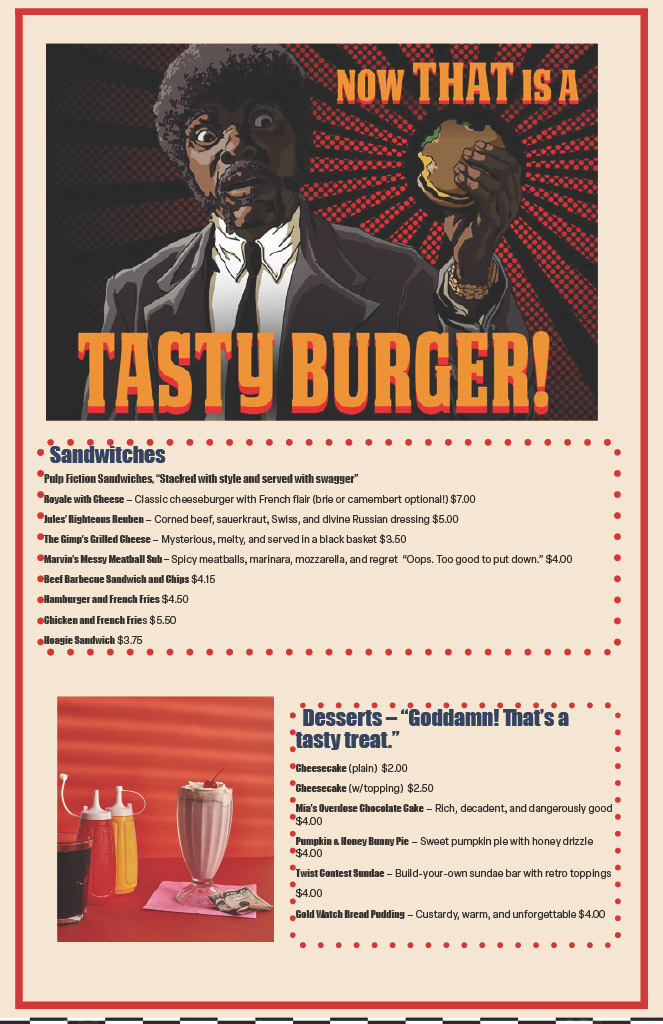 NOW THAT IS A
TASTY BURGER!
Sandwitches
Pulp Fiction Sandwiches, “Stacked with style and served with swagger”
Royale with Cheese – Classic cheeseburger with French flair (brie or camembert optional!) $7.00
Jules’ Righteous Reuben – Corned beef, sauerkraut, Swiss, and divine Russian dressing $5.00
The Gimp’s Grilled Cheese – Mysterious, melty, and served in a black basket $3.50
Marvin’s Messy Meatball Sub – Spicy meatballs, marinara, mozzarella, and regret “Oops. Too good to put down.” $4.00
Beef Barbecue Sandwich and Chips $4.15
Hamburger and French Fries $4.50
Chicken and French Fries $5.50
Hoagie Sandwich $3.75
Desserts – “Goddamn! That’s a
tasty treat.”
Cheesecake (plain) $2.00
Cheesecake (w/topping) $2.50
Mia’s Overdose Chocolate Cake – Rich, decadent, and dangerously good
$4.00
Pumpkin & Honey Bunny Pie – Sweet pumpkin pie with honey drizzle
$4.00
Twist Contest Sundae – Build-your-own sundae bar with retro toppings
$4.00
Gold Watch Bread Pudding – Custardy, warm, and unforgettable $4.00